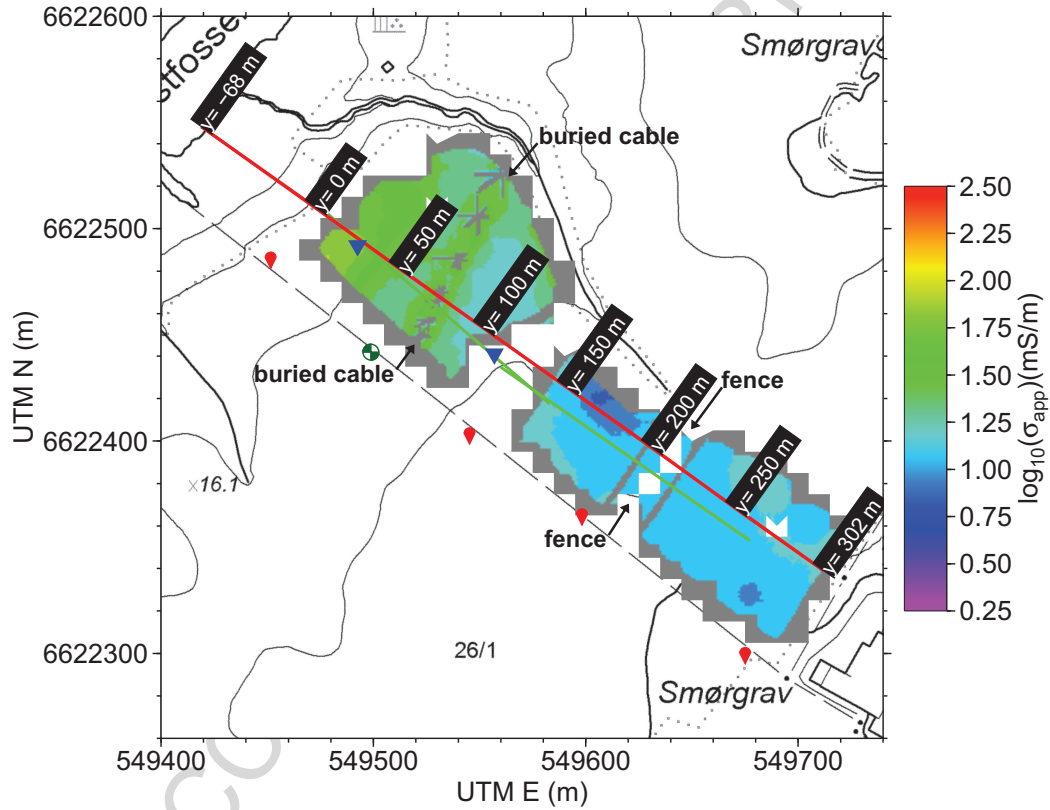 6622600
6622500
6622400
6622300
UTM N (m)
549400
549500
549600
549700
UTM E (m)
stfosse
Smørgrav
y= −68 m
y= 0 m
y= 50 m
y= 100 m
y= 150 m
y= 200 m
y= 250 m
y= 302 m
buried cable
buried cable
fence
fence
×16.1
26/1
Smørgrav
2.50
2.25
2.00
1.75
1.50
1.25
1.00
0.75
0.50
0.25
log10(σapp)(mS/m)